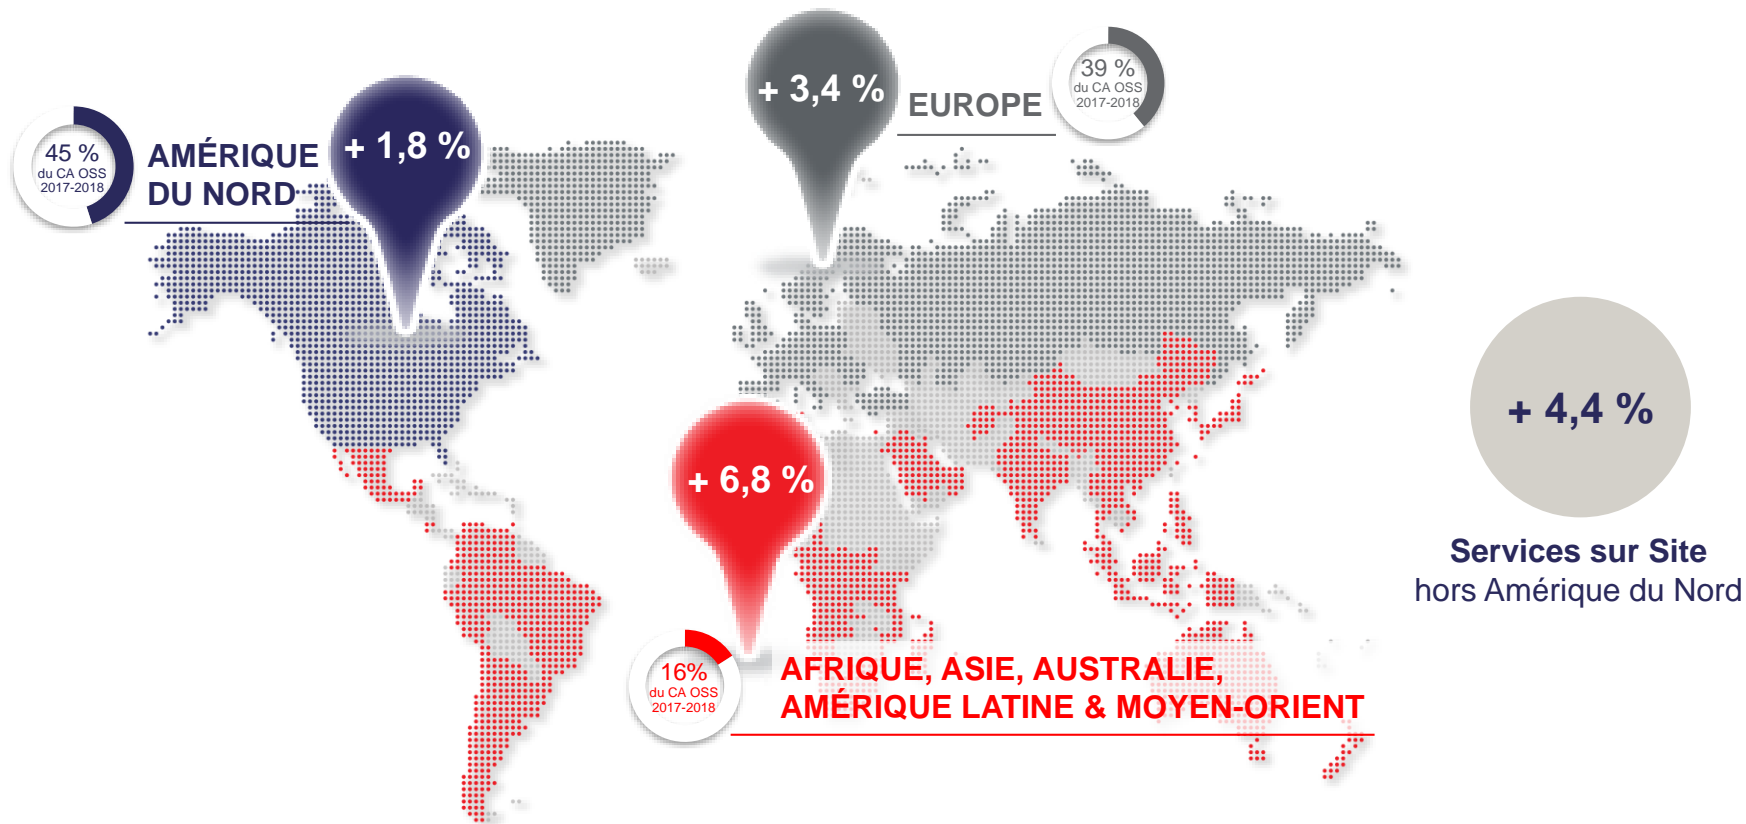 45 %
du CA OSS
2017-2018
AMÉRIQUE
DU NORD
+ 1,8 %
+ 3,4 %
EUROPE
39 %
du CA OSS
2017-2018
+ 6,8 %
16%
du CA OSS
2017-2018
AFRIQUE, ASIE, AUSTRALIE,
AMÉRIQUE LATINE & MOYEN-ORIENT
+ 4,4 %
Services sur Site
hors Amérique du Nord